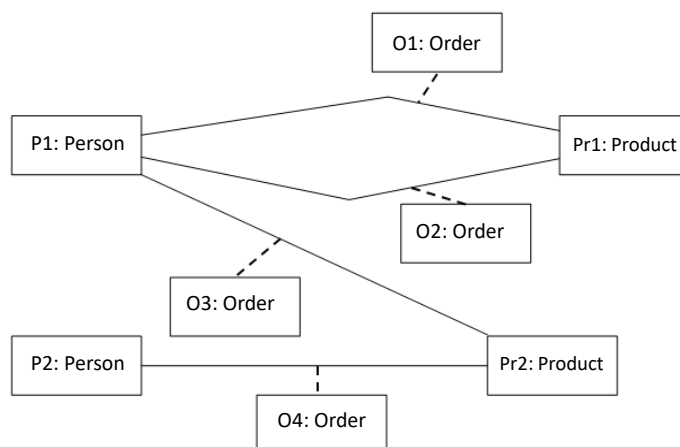 O1: Order
P1: Person
Pr1: Product
O2: Order
O3: Order
P2: Person
Pr2: Product
O4: Order